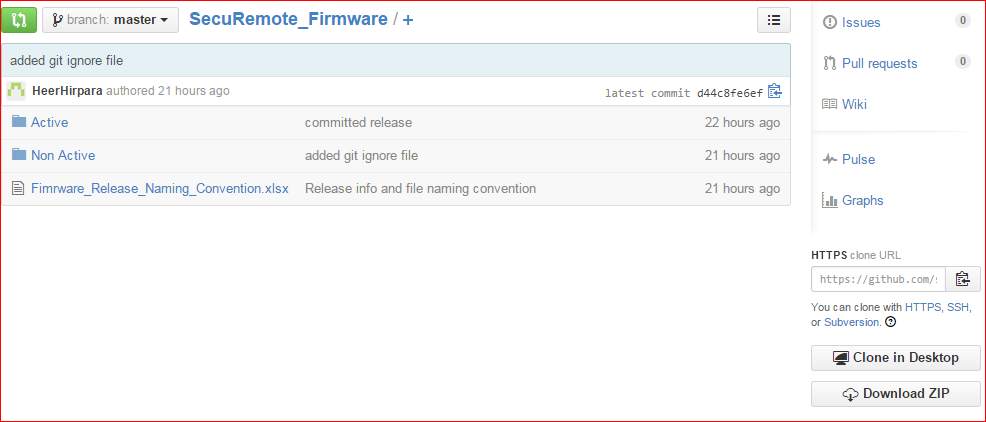 branch: master
SecuRemote_Firmware / +
added git ignore file
HeerHirpara authored 21 hours ago
latest commit d44c8fe6ef
Active committed release 22 hours ago
Non Active added git ignore file 21 hours ago
Fimrware_Release_Naming_Convention.xlsx Release info and file naming convention 21 hours ago
Issues 0
Pull requests 0
Wiki
Pulse
Graphs
HTTPS clone URL
https://github.com/s
You can clone with HTTPS, SSH,
or Subversion.
Clone in Desktop
Download ZIP